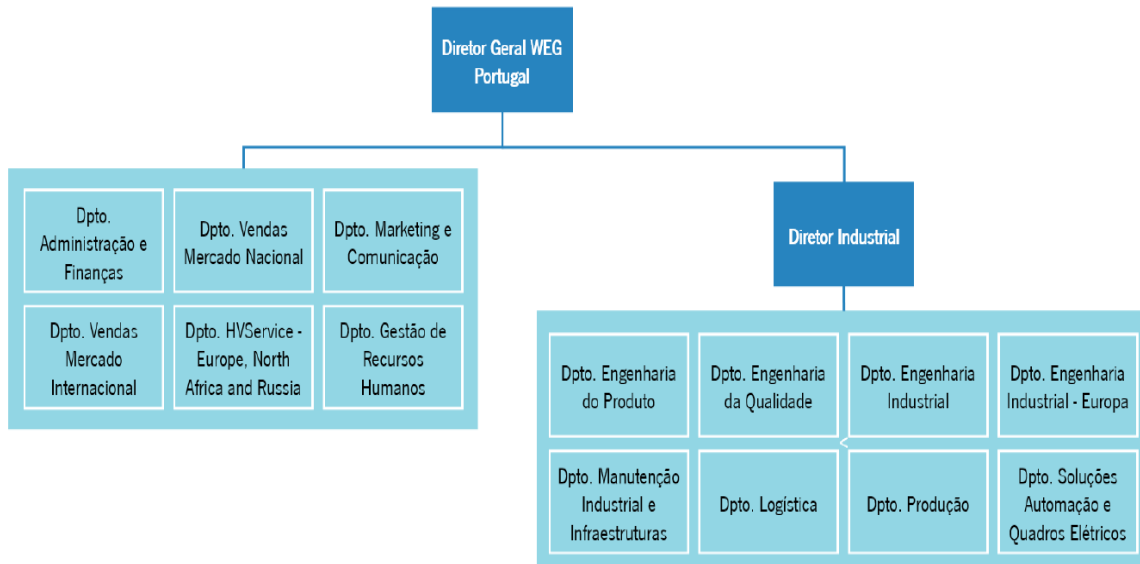 Diretor Geral WEG
Portugal
Dpto.
Administração e
Finanças
Dpto. Vendas
Mercado Nacional
Dpto. Marketing e
Comunicação
Dpto. Vendas
Mercado
Internacional
Dpto. HVService -
Europe, North
Africa and Russia
Dpto. Gestão de
Recursos
Humanos
Diretor Industrial
Dpto. Engenharia
do Produto
Dpto. Engenharia
da Qualidade
Dpto. Engenharia
Industrial
Dpto. Engenharia
Industrial - Europa
<
Dpto. Manutenção
Industrial e
Infraestruturas
Dpto. Logística
Dpto. Produção
Dpto. Soluções
Automação e
Quadros Elétricos